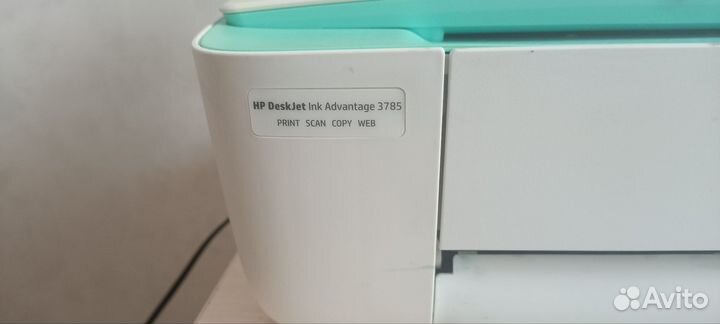 HP DeskJet Ink Advantage 3785
PRINT SCAN COPY WEB
Avito